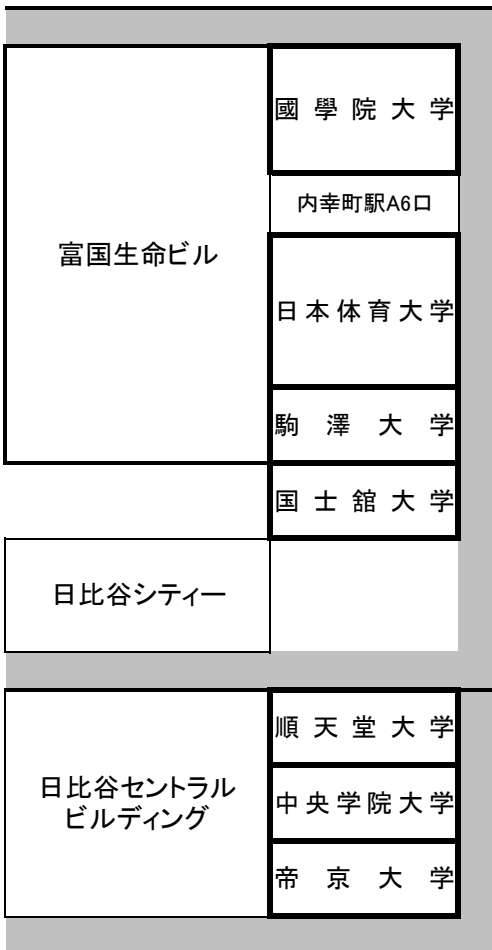 國學院大学
内幸町駅A6口
富国生命ビル
日本体育大学
駒澤大学
国士舘大学
日比谷シティー
順天堂大学
日比谷セントラル
ビルディング
中央学院大学
帝京大学